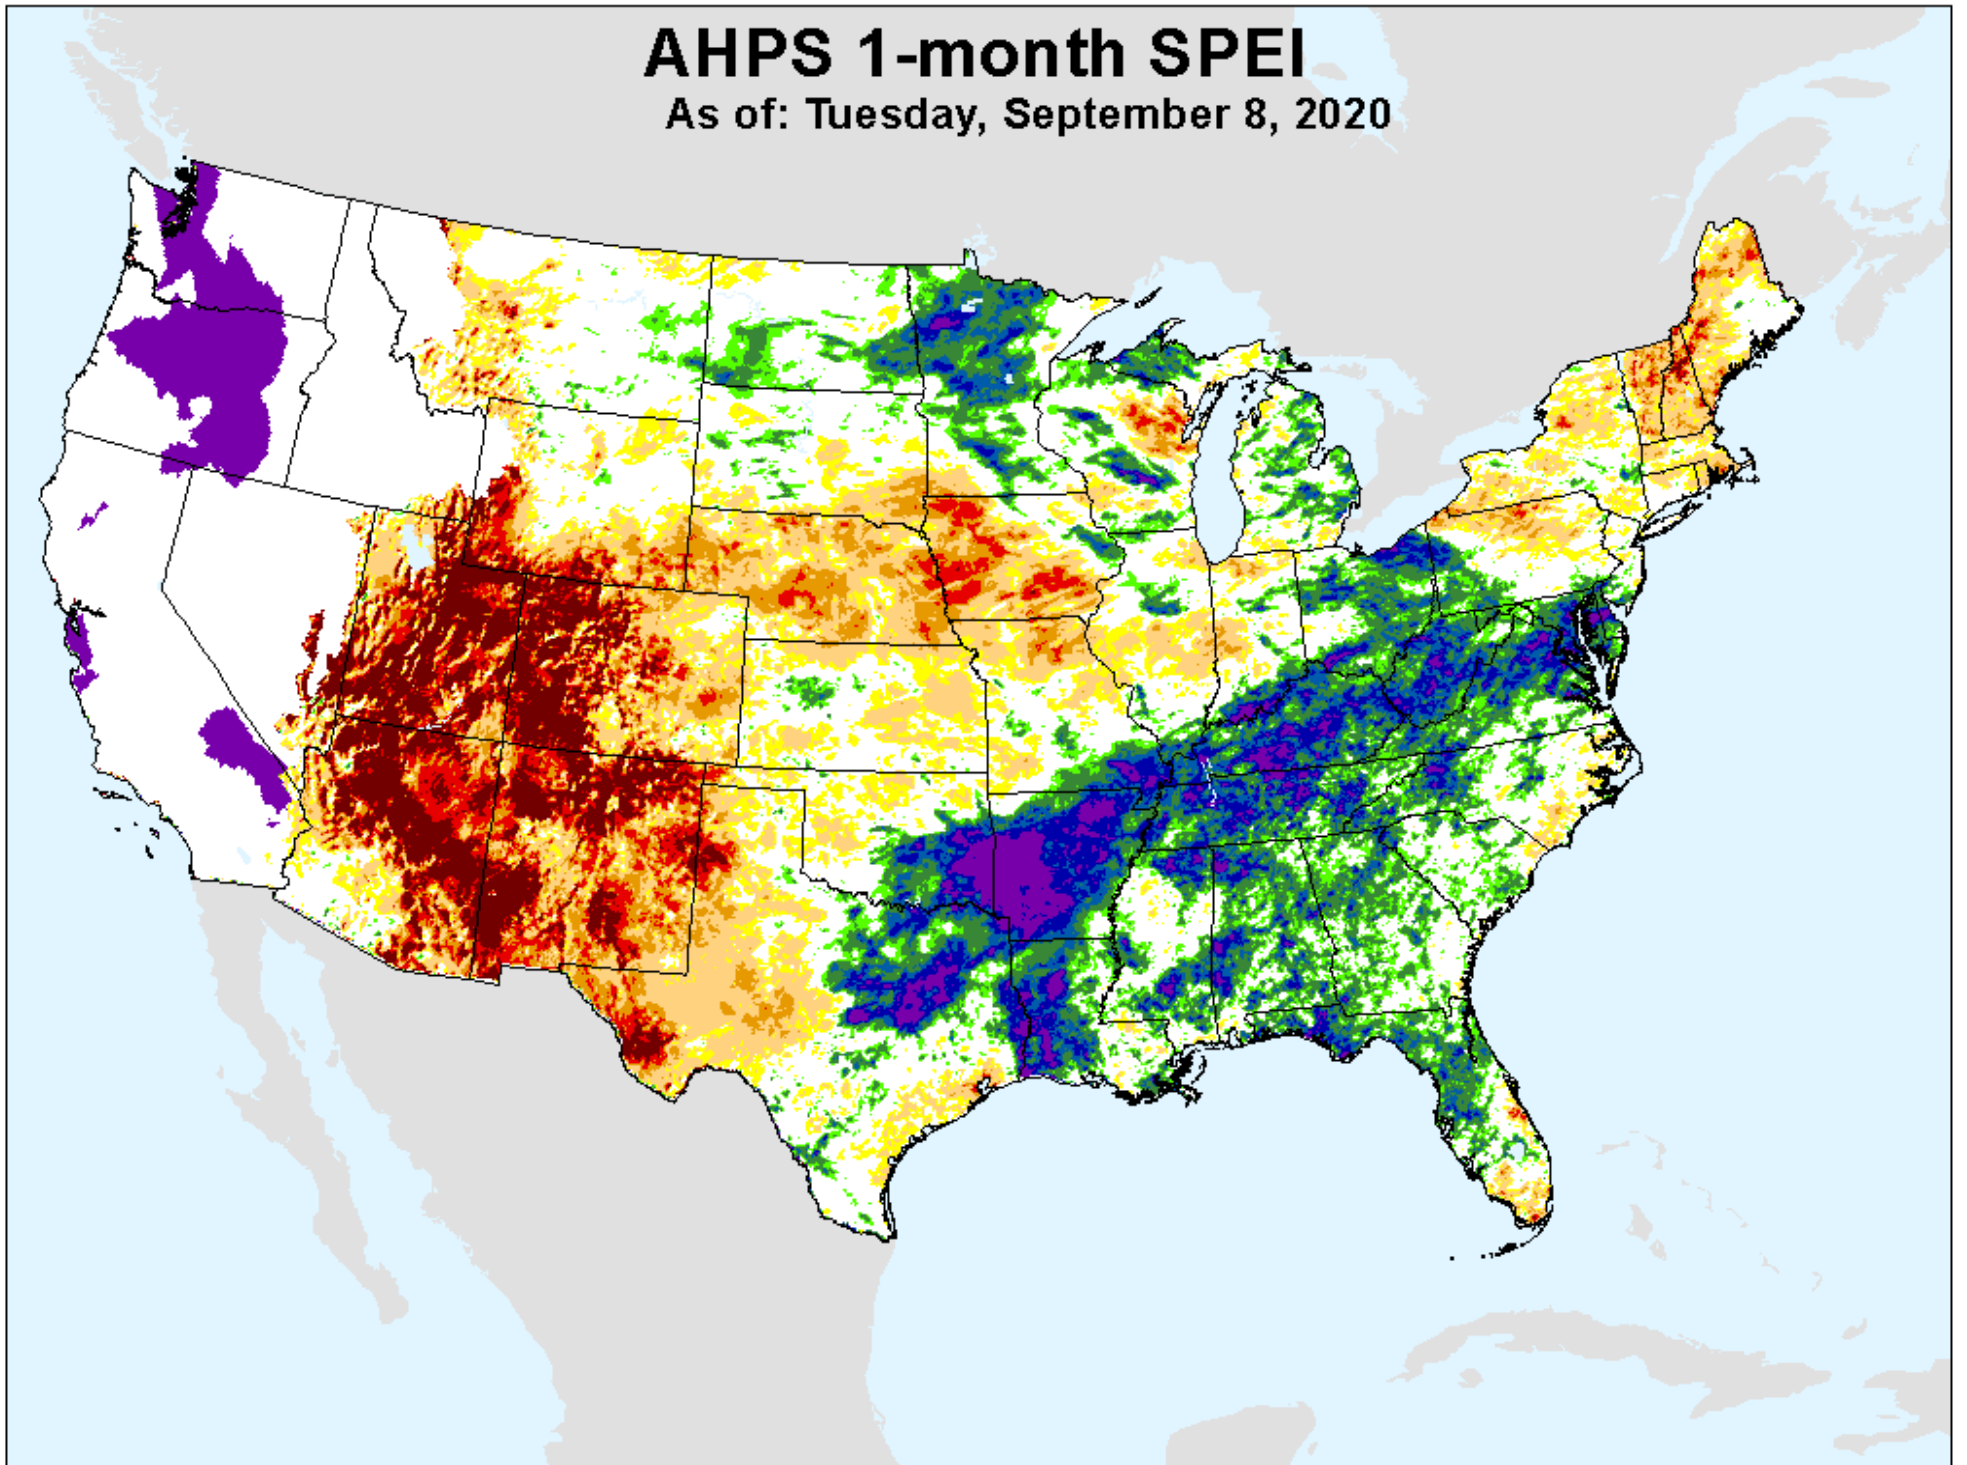 AHPS 1-month SPEI
As of: Tuesday, September 8, 2020